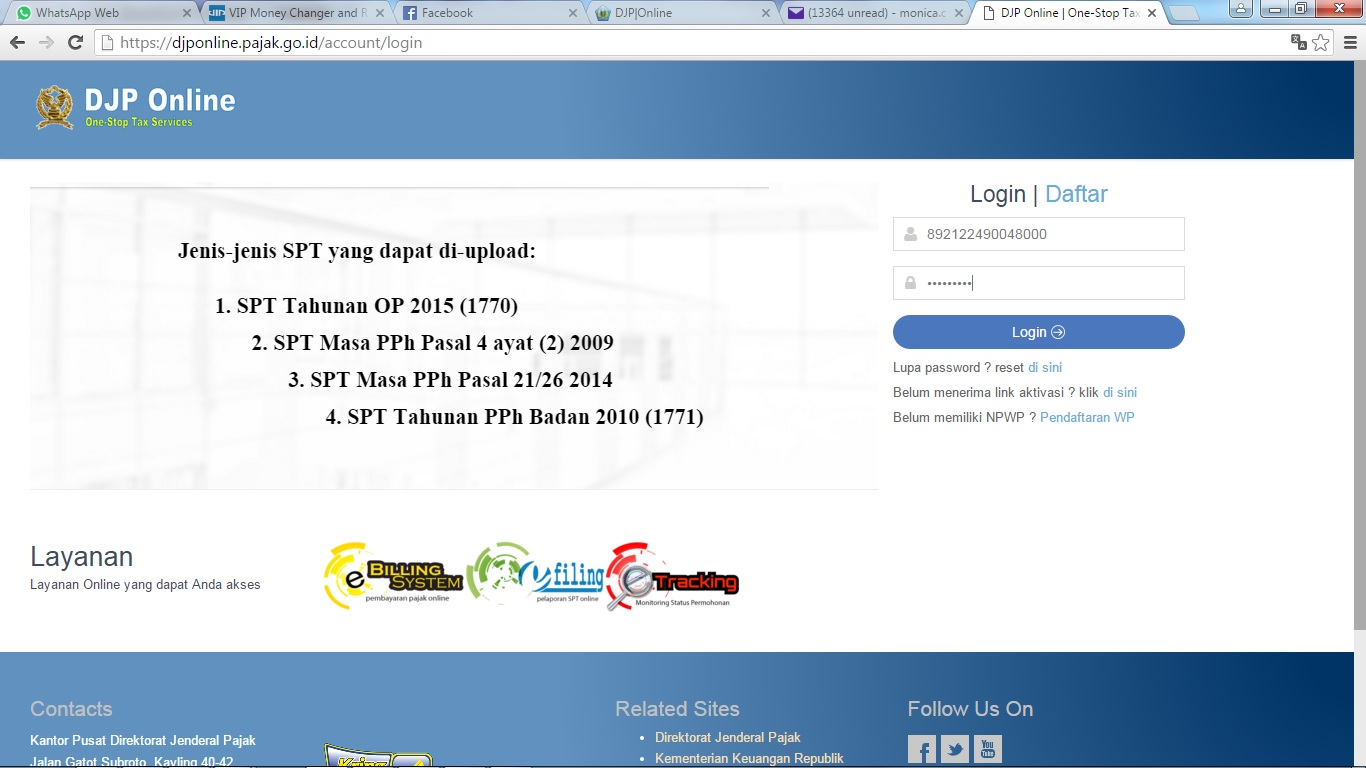 WhatsApp Web
VIP Money Changer and R
Facebook
DJP|Online
(13364 unread) - monica.c
DJP Online | One-Stop Tax
https://djponline.pajak.go.id/account/login
DJP Online
One-Stop Tax Services
Jenis-jenis SPT yang dapat di-upload:
1. SPT Tahunan OP 2015 (1770)
2. SPT Masa PPh Pasal 4 ayat (2) 2009
3. SPT Masa PPh Pasal 21/26 2014
4. SPT Tahunan PPh Badan 2010 (1771)
Login | Daftar
892122490048000
•••••••••
Login
Lupa password ? reset di sini
Belum menerima link aktivasi ? klik di sini
Belum memiliki NPWP ? Pendaftaran WP
Layanan
Layanan Online yang dapat Anda akses
e BILLING SYSTEM
pembayaran pajak online
e filing
pelaporan SPT online
e Tracking
Monitoring Status Permohonan
Contacts
Kantor Pusat Direktorat Jenderal Pajak
Jalan Gatot Subroto, Kavling 40-42
Kring
Related Sites
Direktorat Jenderal Pajak
Kementerian Keuangan Republik
Follow Us On
You Tube